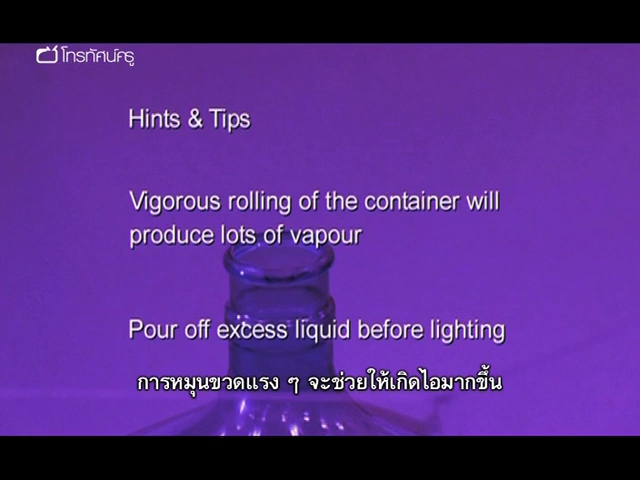 โทรทัศน์ครู
Hints & Tips
Vigorous rolling of the container will
produce lots of vapour
Pour off excess liquid before lighting
การหมุนขวดแรง ๆ จะช่วยให้เกิดไอมากขึ้น